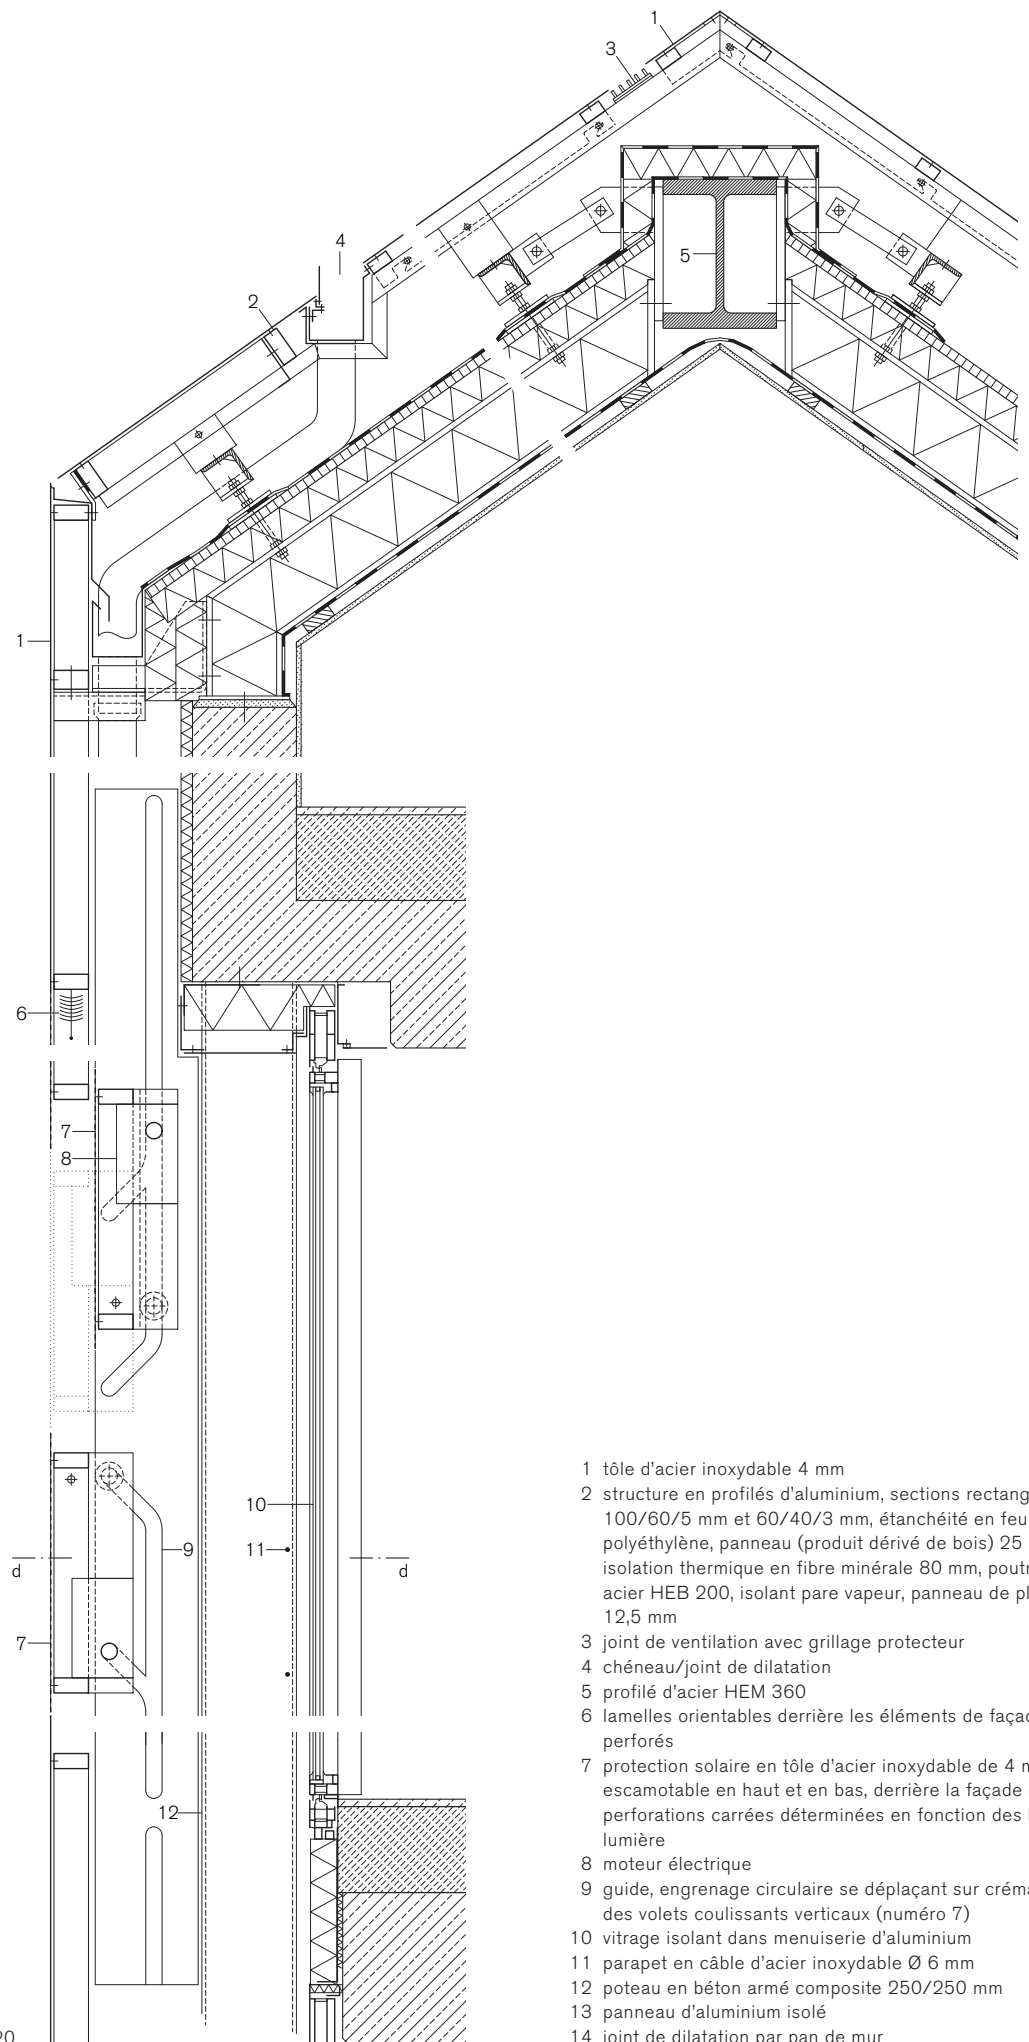 1
3
4
5
2
1
6
7
8
10
9
11
d
d
7
12
1 tôle d'acier inoxydable 4 mm
2 structure en profilés d'aluminium, sections rectang
100/60/5 mm et 60/40/3 mm, étanchéité en feu
polyéthylène, panneau (produit dérivé de bois) 25
isolation thermique en fibre minérale 80 mm, poutr
acier HEB 200, isolant pare vapeur, panneau de pl
12,5 mm
3 joint de ventilation avec grillage protecteur
4 chéneau/joint de dilatation
5 profilé d'acier HEM 360
6 lamelles orientables derrière les éléments de faça
perforés
7 protection solaire en tôle d'acier inoxydable de 4 m
escamotable en haut et en bas, derrière la façade
perforations carrées déterminées en fonction des
lumière
8 moteur électrique
9 guide, engrenage circulaire se déplaçant sur créma
des volets coulissants verticaux (numéro 7)
10 vitrage isolant dans menuiserie d'aluminium
11 parapet en câble d'acier inoxydable Ø 6 mm
12 poteau en béton armé composite 250/250 mm
13 panneau d'aluminium isolé
14 joint de dilatation par pan de mur
20